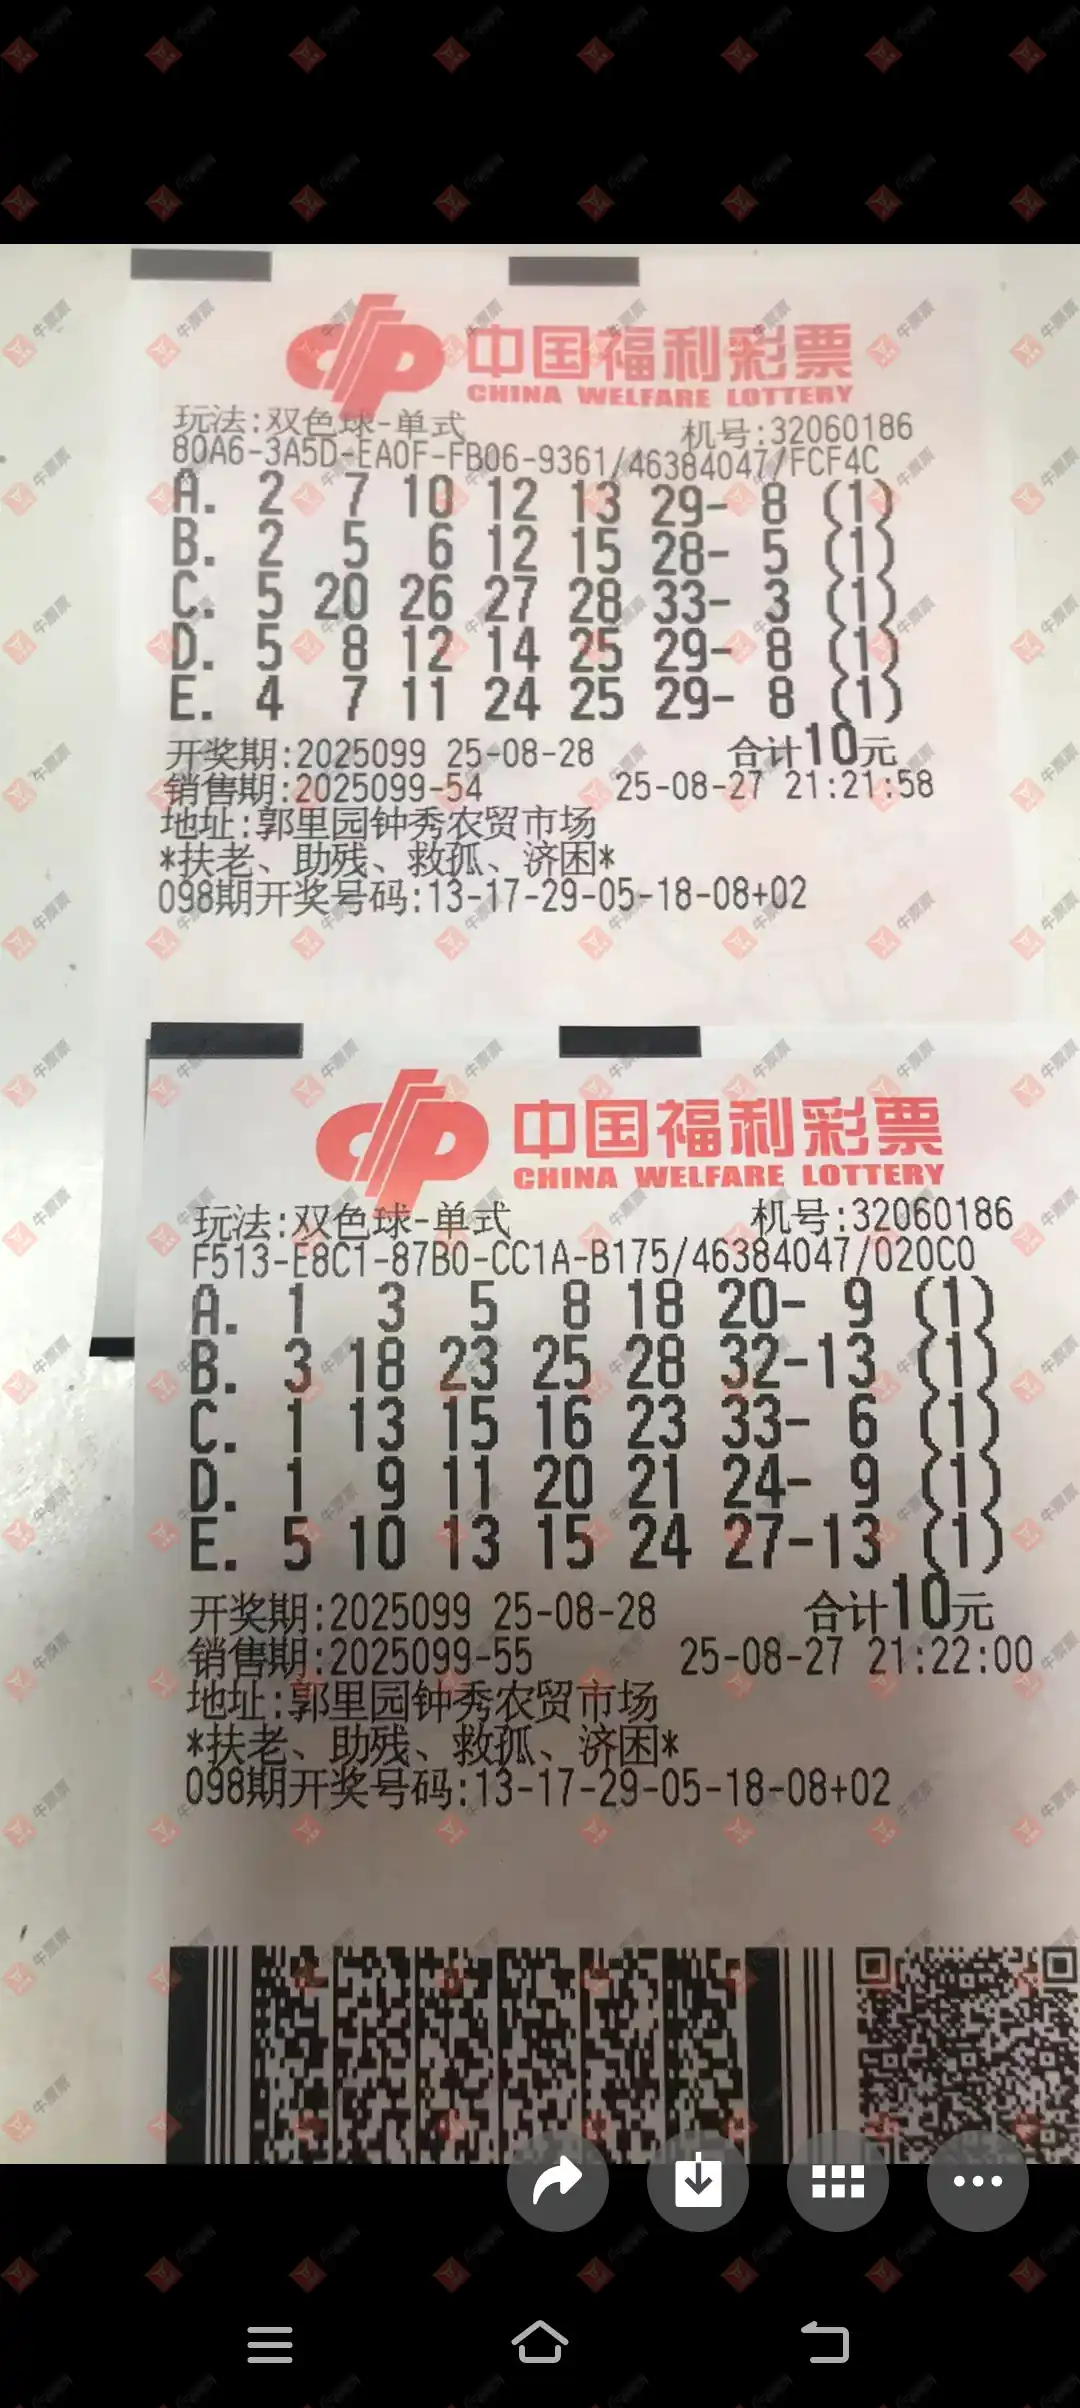 中国福利彩票
CHINA WELFARE LOTTERY
玩法:双色球-单式 机号:32060186
80A6-3A5D-EA0F-FB06-9361/46384047/FCF4C
A. 2 7 10 12 13 29- 8 (1)
B. 2 5 6 12 15 28- 5 (1)
C. 5 20 26 27 28 33- 3 (1)
D. 5 8 12 14 25 29- 8 (1)
E. 4 7 11 24 25 29- 8 (1)
开奖期:2025099 25-08-28 合计10元
销售期:2025099-54 25-08-27 21:21:58
地址:郭里园钟秀农贸市场
*扶老、助残、救孤、济困*
098期开奖号码:13-17-29-05-18-08+02
中国福利彩票
CHINA WELFARE LOTTERY
玩法:双色球-单式 机号:32060186
F513-E8C1-87B0-CC1A-B175/46384047/020C0
A. 1 3 5 8 18 20- 9 (1)
B. 3 18 23 25 28 32-13 (1)
C. 1 13 15 16 23 33- 6 (1)
D. 1 9 11 20 21 24- 9 (1)
E. 5 10 13 15 24 27-13 (1)
开奖期:2025099 25-08-28 合计10元
销售期:2025099-55 25-08-27 21:22:00
地址:郭里园钟秀农贸市场
*扶老、助残、救孤、济困*
098期开奖号码:13-17-29-05-18-08+02